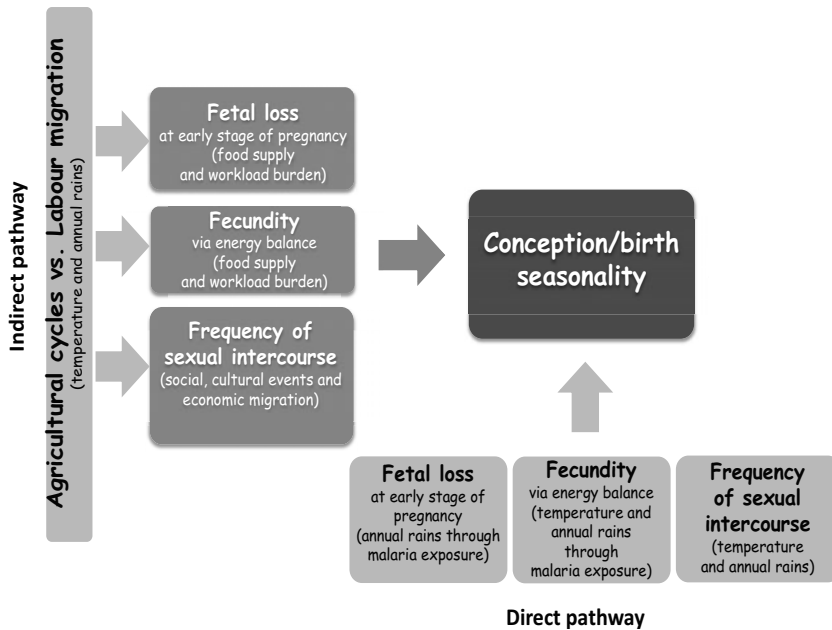 Indirect pathway
Agricultural cycles vs. Labour migration
(temperature and annual rains)
Fetal loss
at early stage of pregnancy
(food supply
and workload burden)
Fecundity
via energy balance
(food supply
and workload burden)
Frequency of
sexual intercourse
(social, cultural events and
economic migration)
Conception/birth
seasonality
Fetal loss
at early stage of
pregnancy
(annual rains through
malaria exposure)
Fecundity
via energy balance
(temperature and
annual rains
through
malaria exposure)
Frequency
of sexual
intercourse
(temperature
and annual rains)
Direct pathway